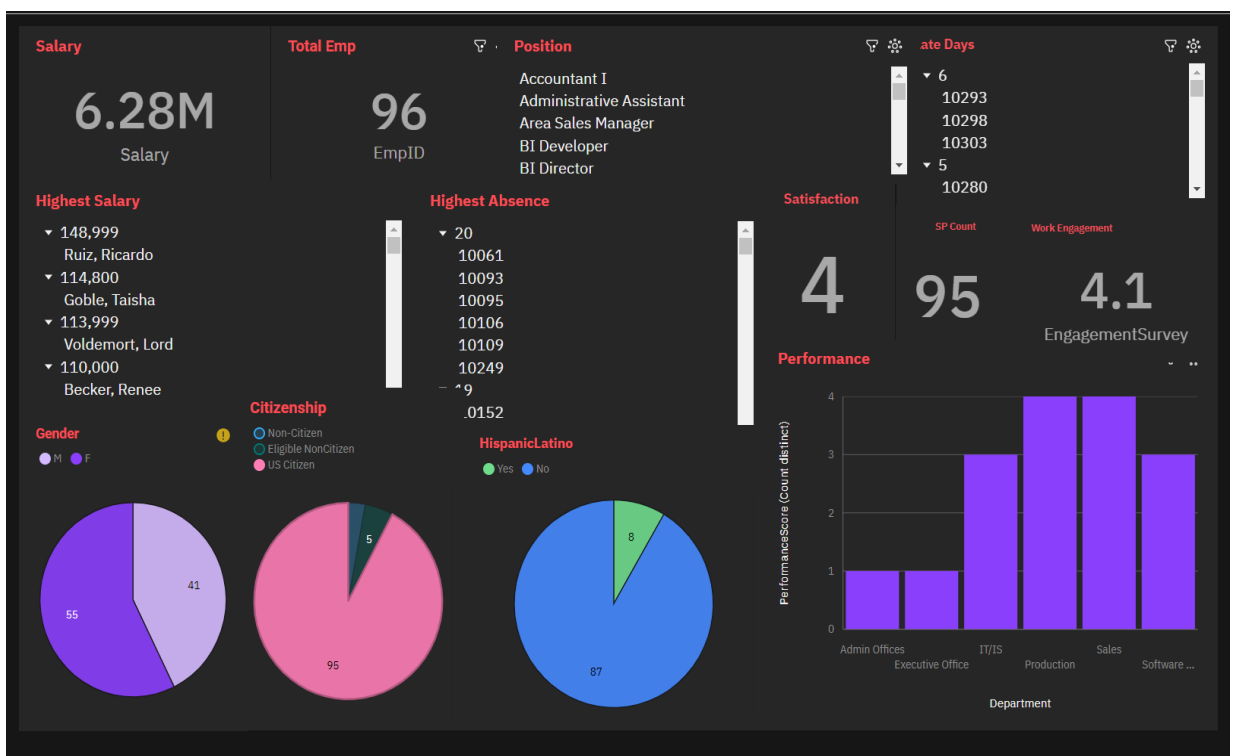 Salary
6.28M
Salary
Total Emp
96
EmpID
Position
Accountant I
Administrative Assistant
Area Sales Manager
BI Developer
BI Director
ate Days
6
10293
10298
10303
5
10280
Highest Salary
148,999
Ruiz, Ricardo
114,800
Goble, Taisha
113,999
Voldemort, Lord
110,000
Becker, Renee
Highest Absence
20
10061
10093
10095
10106
10109
10249
9
0152
Satisfaction
4
SP Count
95
Work Engagement
4.1
EngagementSurvey
Gender
M F
41
55
Citizenship
Non-Citizen
Eligible NonCitizen
US Citizen
5
95
HispanicLatino
Yes No
8
87
Performance
PerformanceScore (Count distinct)
4
3
2
1
0
Admin Offices
Executive Office
IT/IS
Production
Sales
Software ...
Department